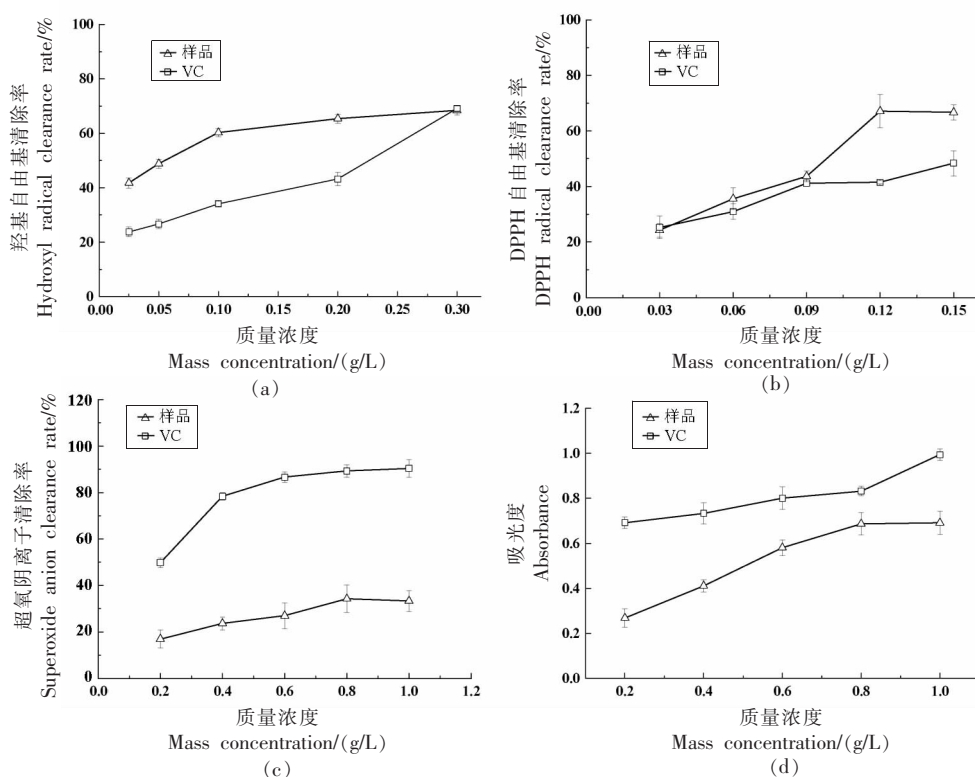 100
80
60
40
20
0
样品
VC
羟基自由基清除率
Hydroxyl radical clearance rate/%
0.00 0.05 0.10 0.15 0.20 0.25 0.30
质量浓度
Mass concentration/(g/L)
(a)
100
80
60
40
20
0
样品
VC
DPPH 自由基清除率
DPPH radical clearance rate/%
0.00 0.03 0.06 0.09 0.12 0.15
质量浓度
Mass concentration/(g/L)
(b)
120
100
80
60
40
20
0
样品
VC
超氧阴离子清除率
Superoxide anion clearance rate/%
0.0 0.2 0.4 0.6 0.8 1.0 1.2
质量浓度
Mass concentration/(g/L)
(c)
1.2
1.0
0.8
0.6
0.4
0.2
0.0
样品
VC
吸光度
Absorbance
0.2 0.4 0.6 0.8 1.0
质量浓度
Mass concentration/(g/L)
(d)